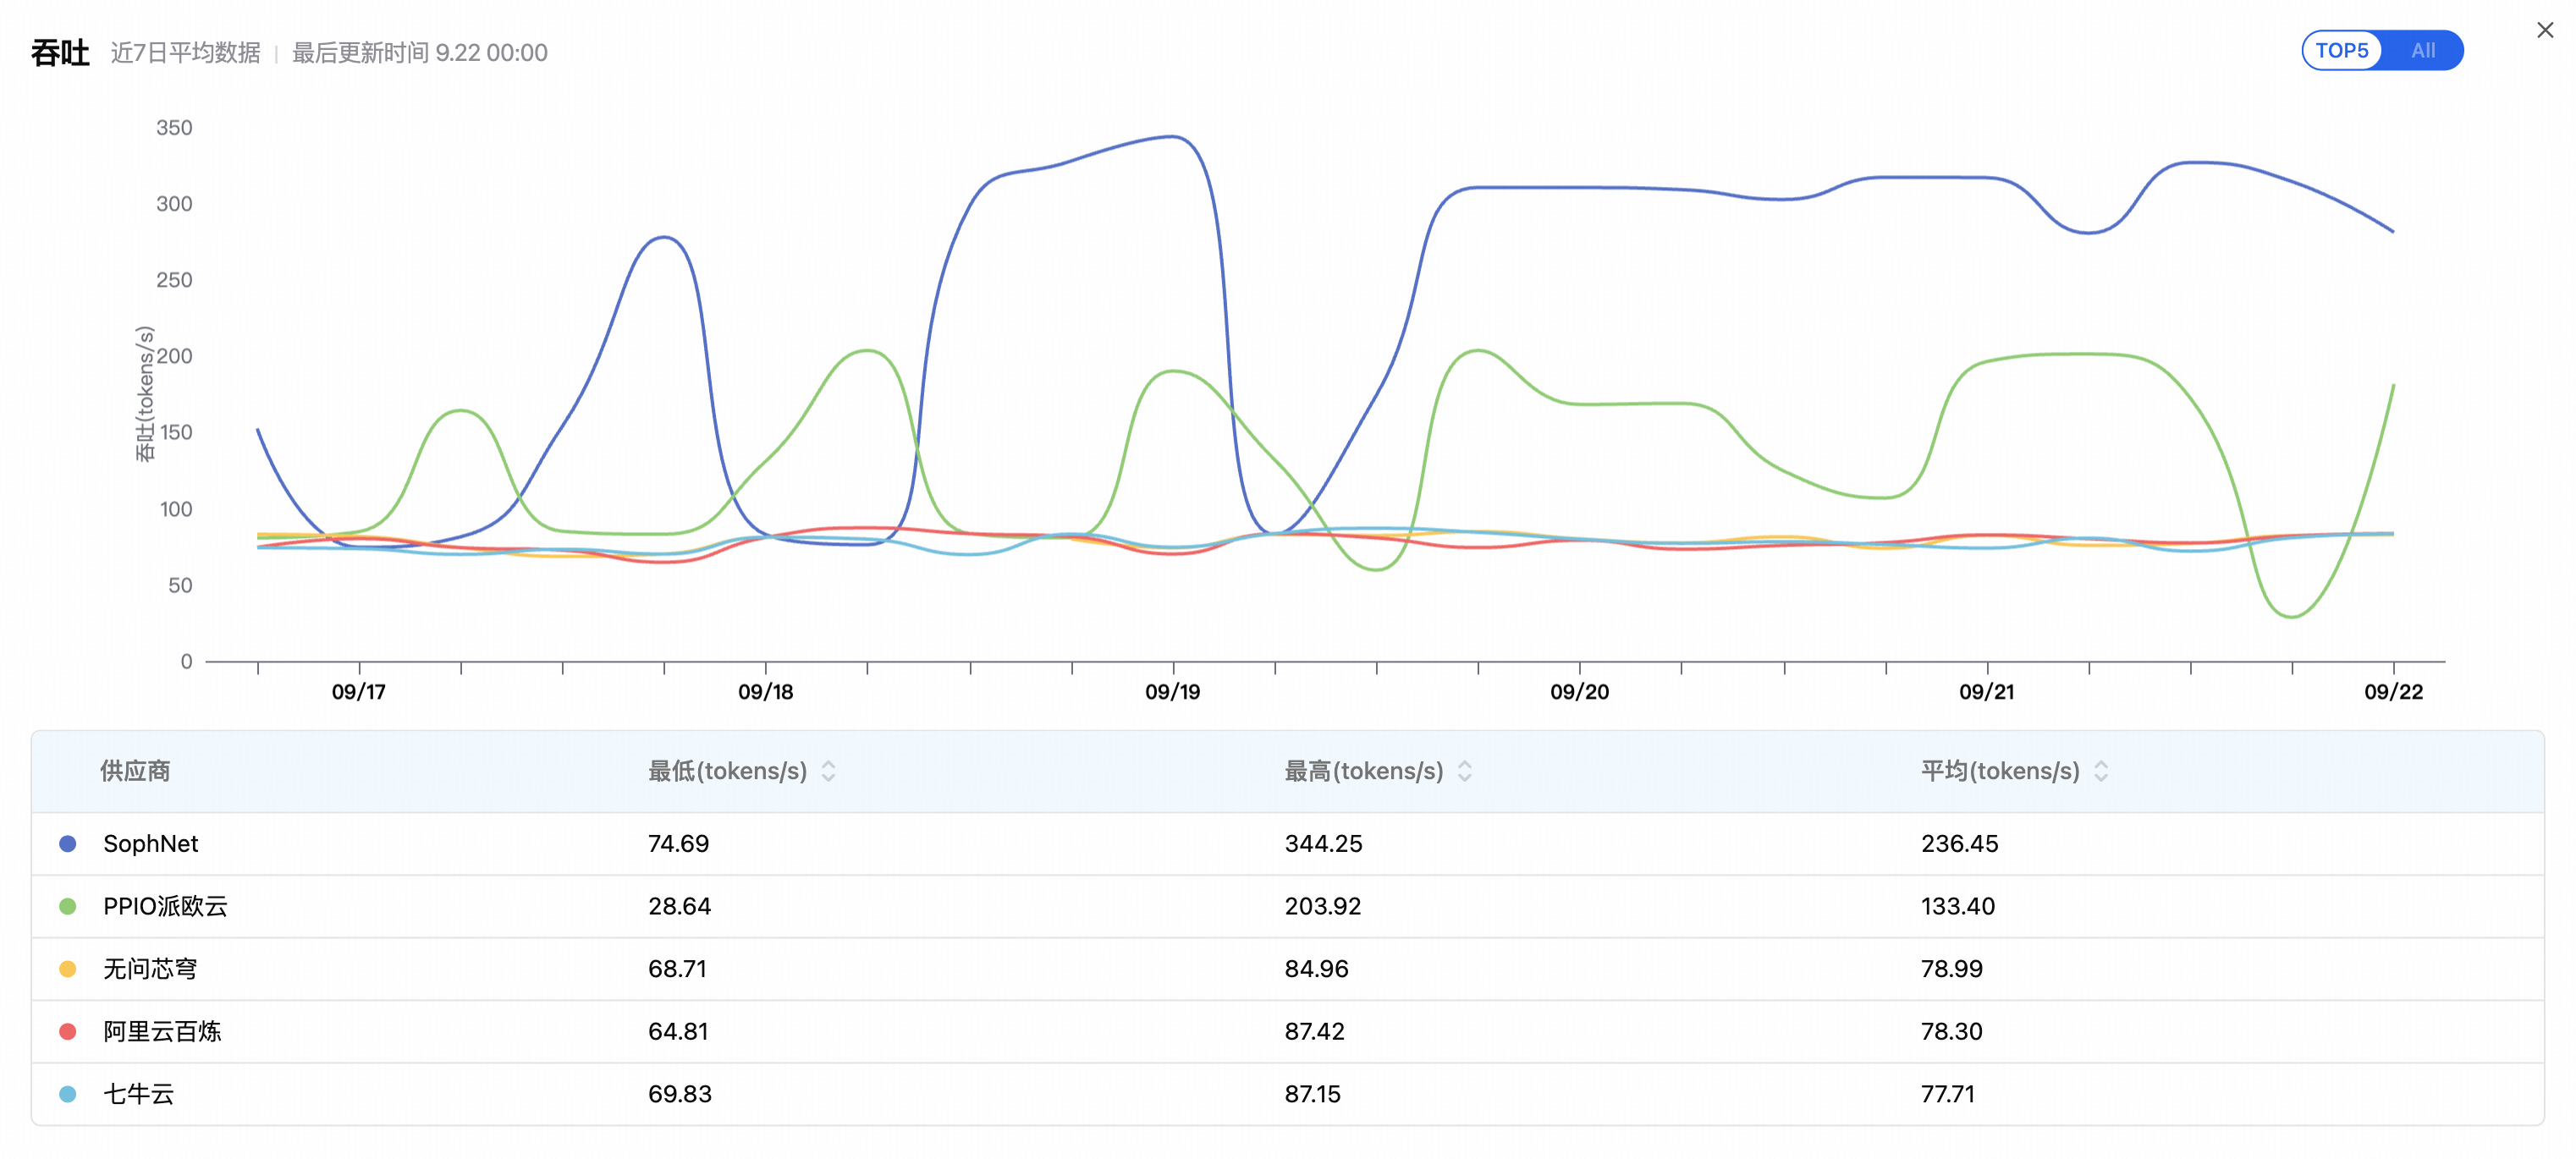 吞吐 近7日平均数据 | 最后更新时间 9.22 00:00
TOP5 All
吞吐(tokens/s)
350
300
250
200
150
100
50
0
09/17 09/18 09/19 09/20 09/21 09/22
供应商 最低(tokens/s) 最高(tokens/s) 平均(tokens/s)
SophNet 74.69 344.25 236.45
PPIO派欧云 28.64 203.92 133.40
无问芯穹 68.71 84.96 78.99
阿里云百炼 64.81 87.42 78.30
七牛云 69.83 87.15 77.71